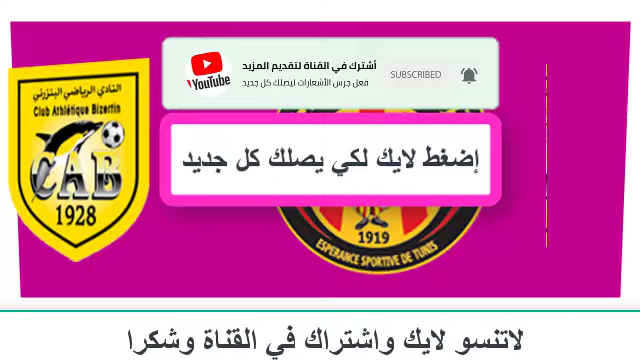 أشترك في القناة لتقديم المزيد
فعل جرس الأشعارات ليصلك كل جديد
YouTube
SUBSCRIBED
النادي الرياضي البنزرتي
Club Athlétique Bizertin
CAB
1928
إضغط لايك لكي يصلك كل جديد
1919
ESPERANCE SPORTIVE DE TUNIS
لاتنسو لايك واشتراك في القناة وشكرا